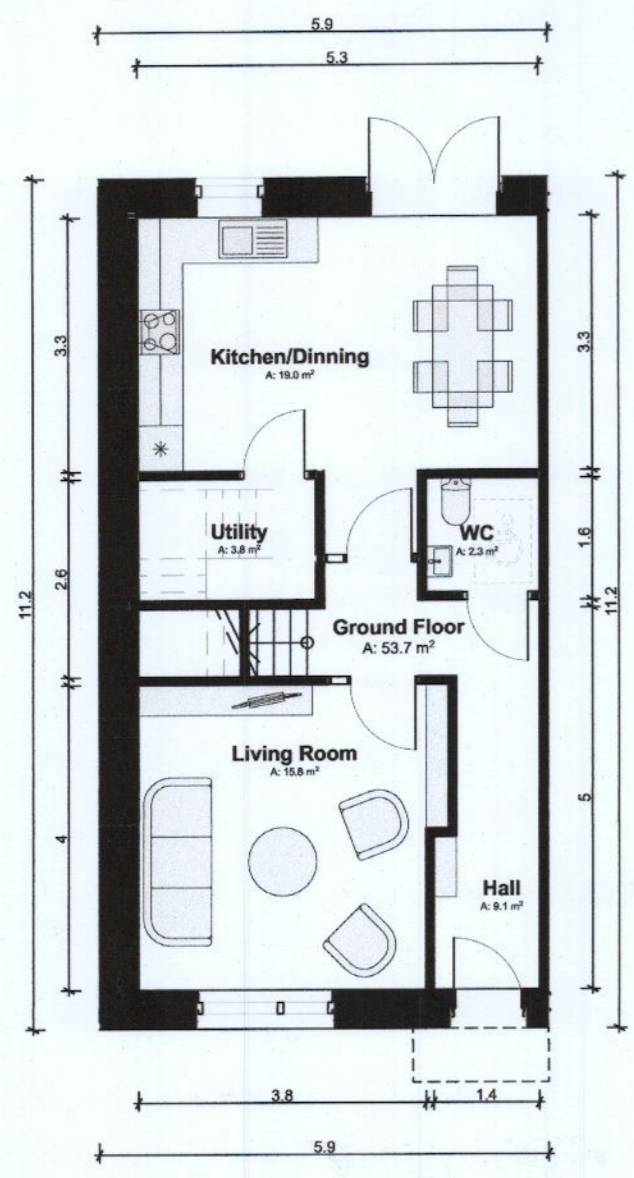 5.9
5.3
Kitchen/Dinning
A: 19.0 m²
3.3
3.3
Utility
A: 3.8 m²
WC
A: 2.3 m²
1.6
2.6
11.2
11.2
Ground Floor
A: 53.7 m²
Living Room
A: 15.8 m²
4
5
Hall
A: 9.1 m²
3.8
1.4
5.9